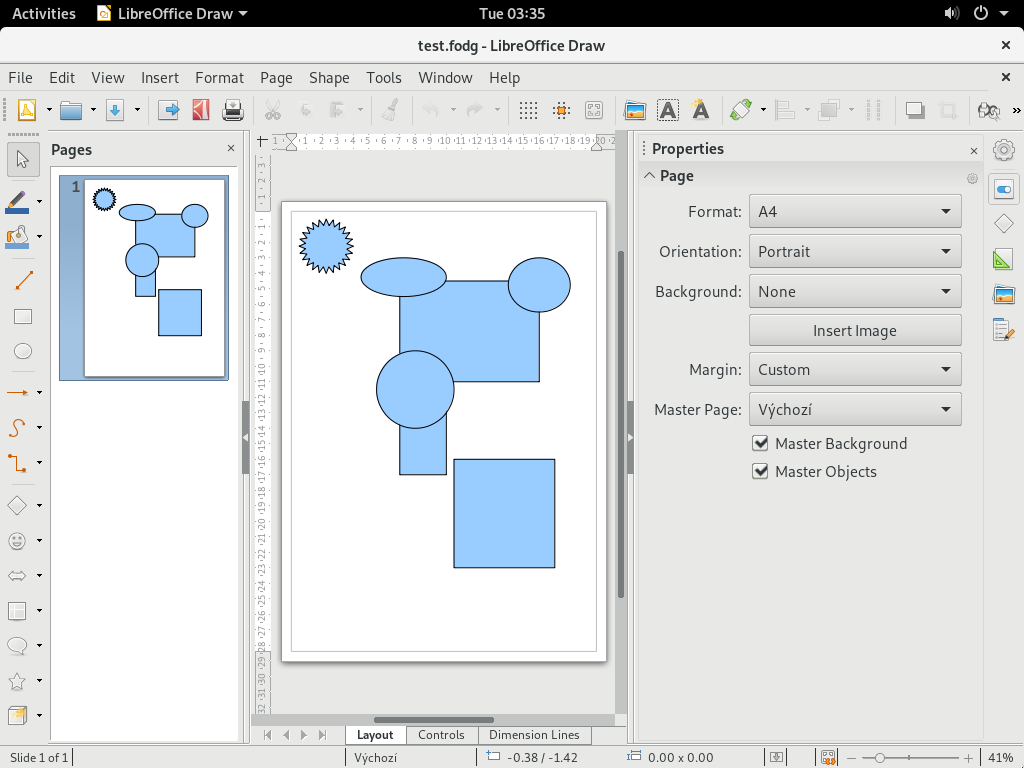 Activities LibreOffice Draw Tue 03:35
test.fodg - LibreOffice Draw
File Edit View Insert Format Page Shape Tools Window Help
Pages
1
Properties
Page
Format: A4
Orientation: Portrait
Background: None
Insert Image
Margin: Custom
Master Page: Výchozí
Master Background
Master Objects
Layout Controls Dimension Lines
Slide 1 of 1 Výchozí -0.38 / -1.42 0.00 x 0.00 41%